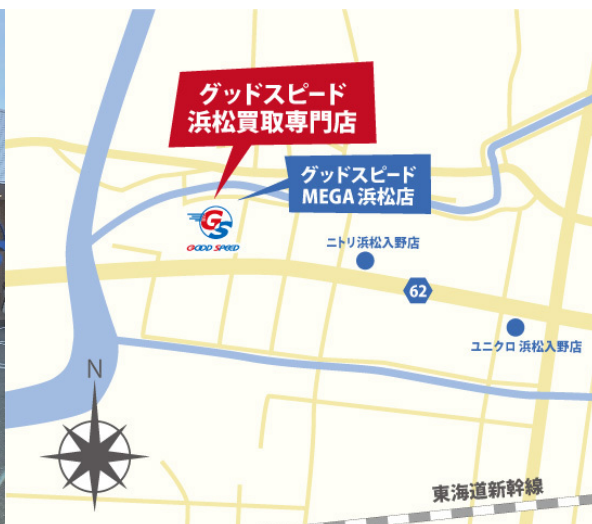 グッドスピード
浜松買取専門店
グッドスピード
MEGA 浜松店
GS
GOOD SPEED
ニトリ浜松入野店
62
ユニクロ 浜松入野店
N
東海道新幹線